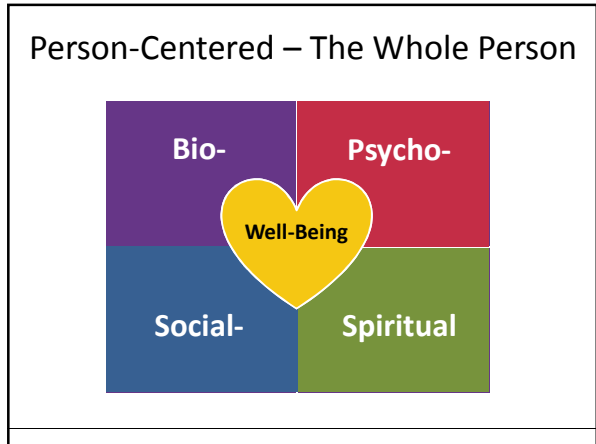 Person-Centered – The Whole Person
Bio-
Psycho-
Well-Being
Social-
Spiritual